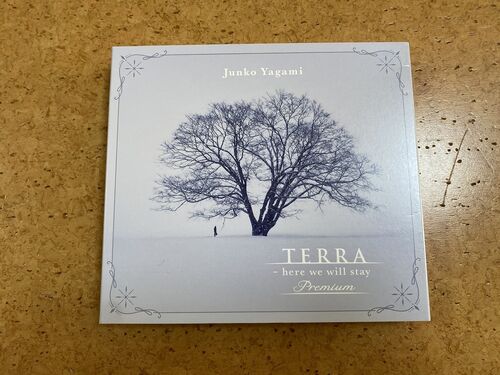 Junko Yagami
TERRA
- here we will stay
Premium